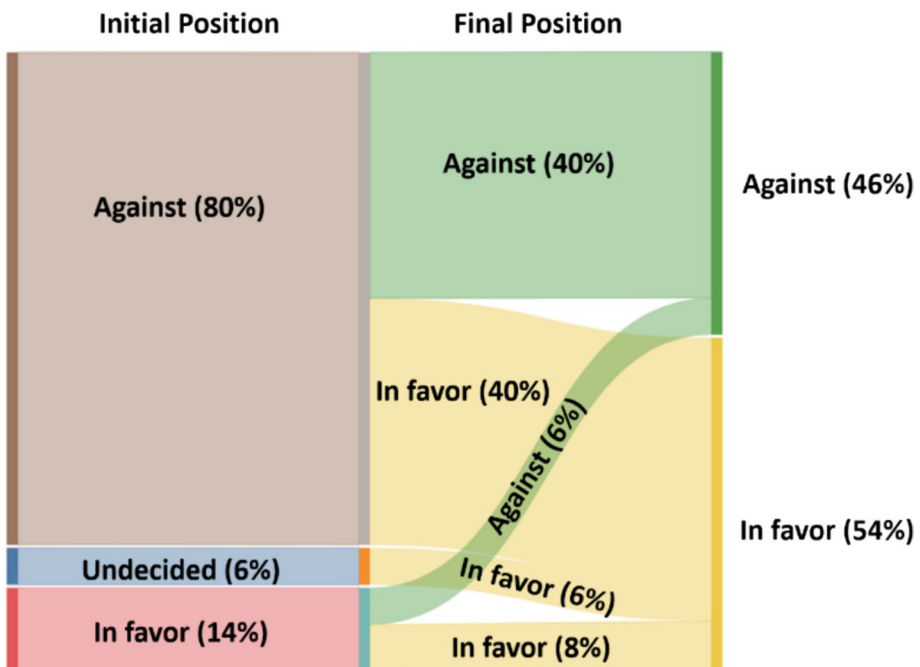 Initial Position
Final Position
Against (80%)
Undecided (6%)
In favor (14%)
Against (40%)
In favor (40%)
Against (6%)
In favor (6%)
In favor (8%)
Against (46%)
In favor (54%)